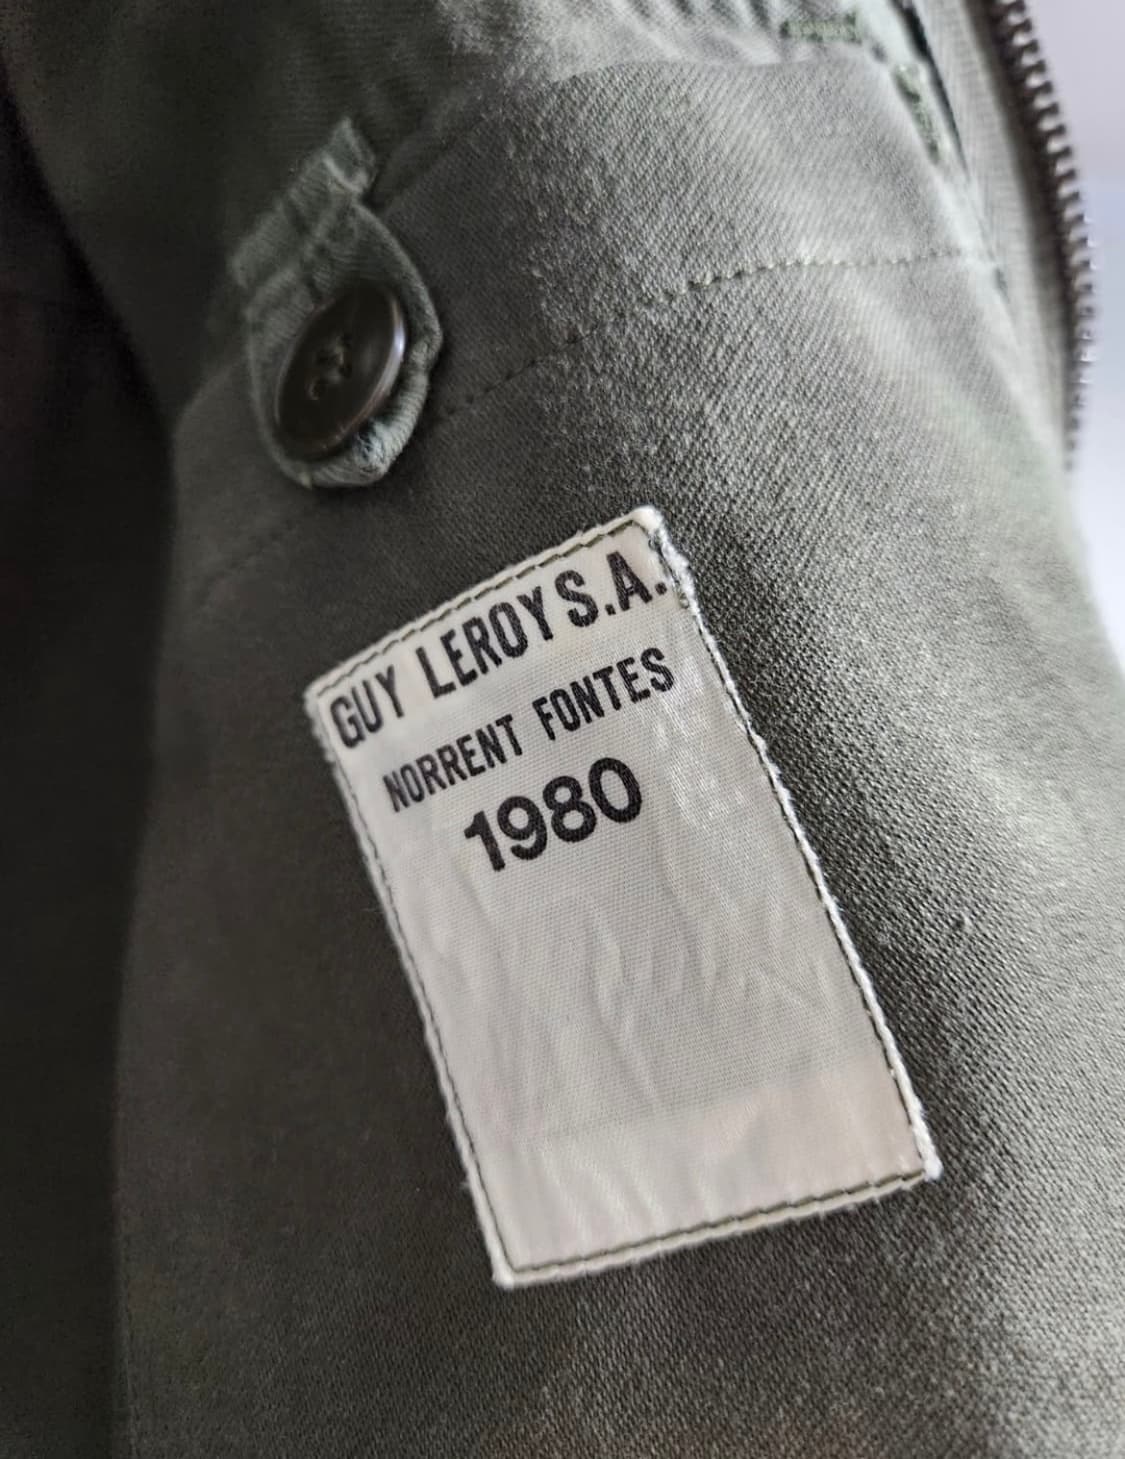 GUY LEROY S.A.
NORRENT FONTES
1980